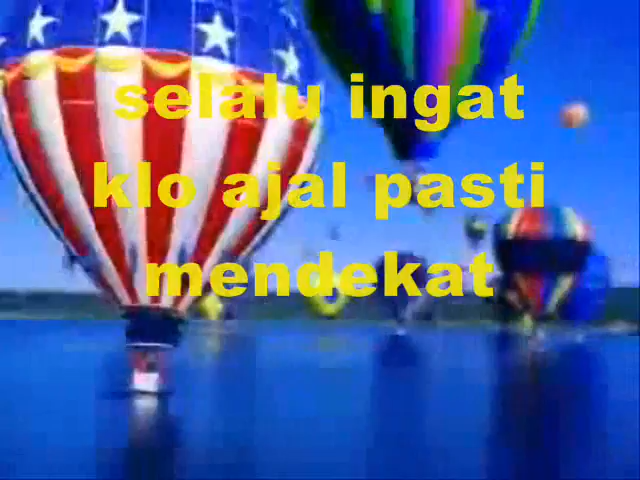 selalu ingat
klo ajal pasti
mendekat